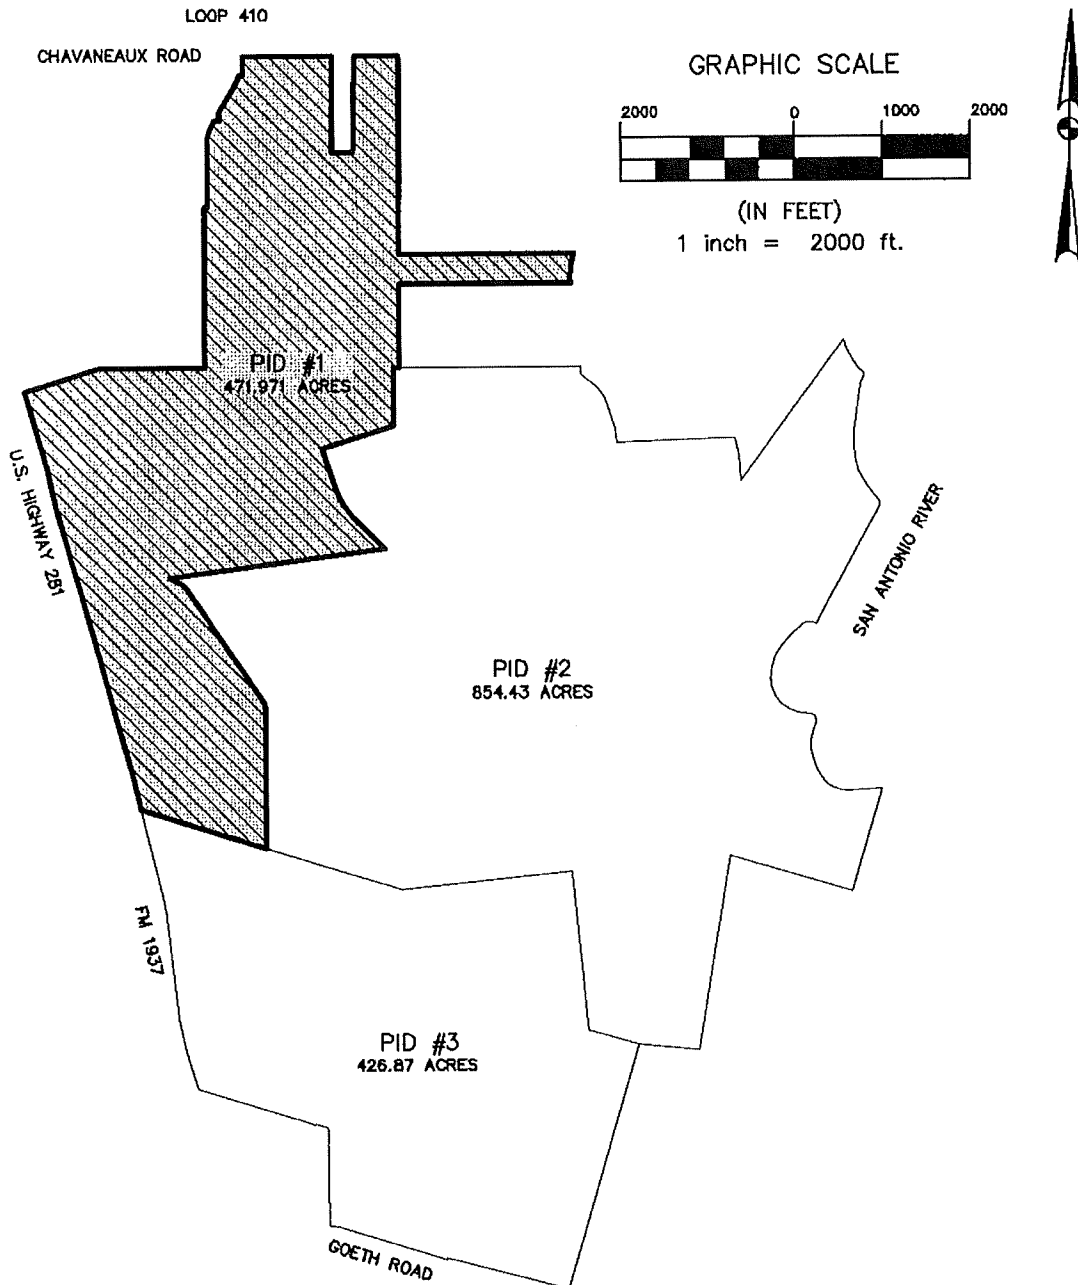 LOOP 410
CHAVANEAUX ROAD
GRAPHIC SCALE
2000 0 1000 2000
(IN FEET)
1 inch = 2000 ft.
PID #1
471.971 ACRES
U.S. HIGHWAY 281
SAN ANTONIO RIVER
PID #2
854.43 ACRES
FM 1937
PID #3
426.87 ACRES
GOETH ROAD